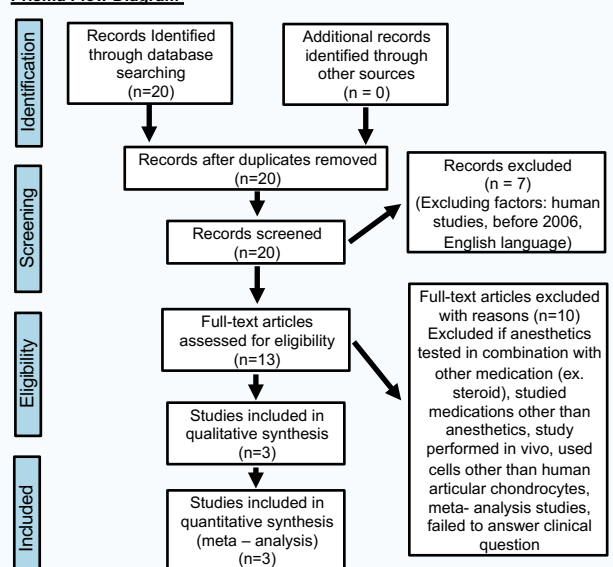 Prisma Flow Diagram
Identification
Records Identified
through database
searching
(n=20)
Additional records
identified through
other sources
(n = 0)
Records after duplicates removed
(n=20)
Screening
Records screened
(n=20)
Records excluded
(n = 7)
(Excluding factors: human
studies, before 2006,
English language)
Eligibility
Full-text articles
assessed for eligibility
(n=13)
Full-text articles excluded
with reasons (n=10)
Excluded if anesthetics
tested in combination with
other medication (ex.
steroid), studied
medications other than
anesthetics, study
performed in vivo, used
cells other than human
articular chondrocytes,
meta- analysis studies,
failed to answer clinical
question
Studies included in
qualitative synthesis
(n=3)
Included
Studies included in
quantitative synthesis
(meta – analysis)
(n=3)